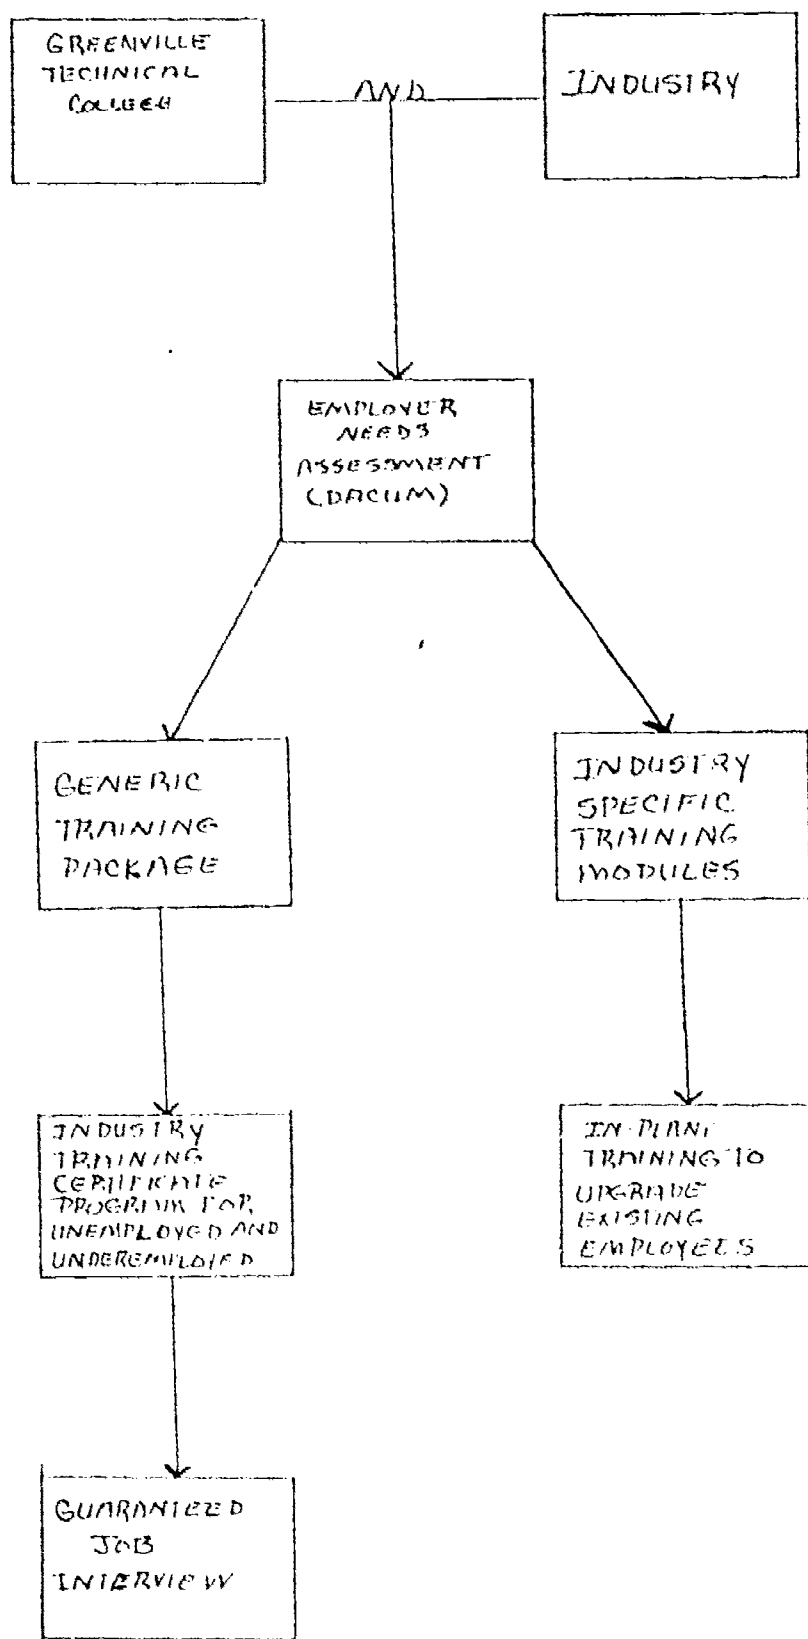 GREENVILLE
TECHNICAL
COLLEGE
AND
INDUSTRY
EMPLOYER
NEEDS
ASSESSMENT
(DACUM)
GENERIC
TRAINING
PACKAGE
INDUSTRY
SPECIFIC
TRAINING
MODULES
INDUSTRY
TRAINING
CERTIFICATE
PROGRAM FOR
UNEMPLOYED AND
UNDEREMPLOYED
IN-PLANT
TRAINING TO
UPGRADE
EXISTING
EMPLOYEES
GUARANTEED
JOB
INTERVIEW